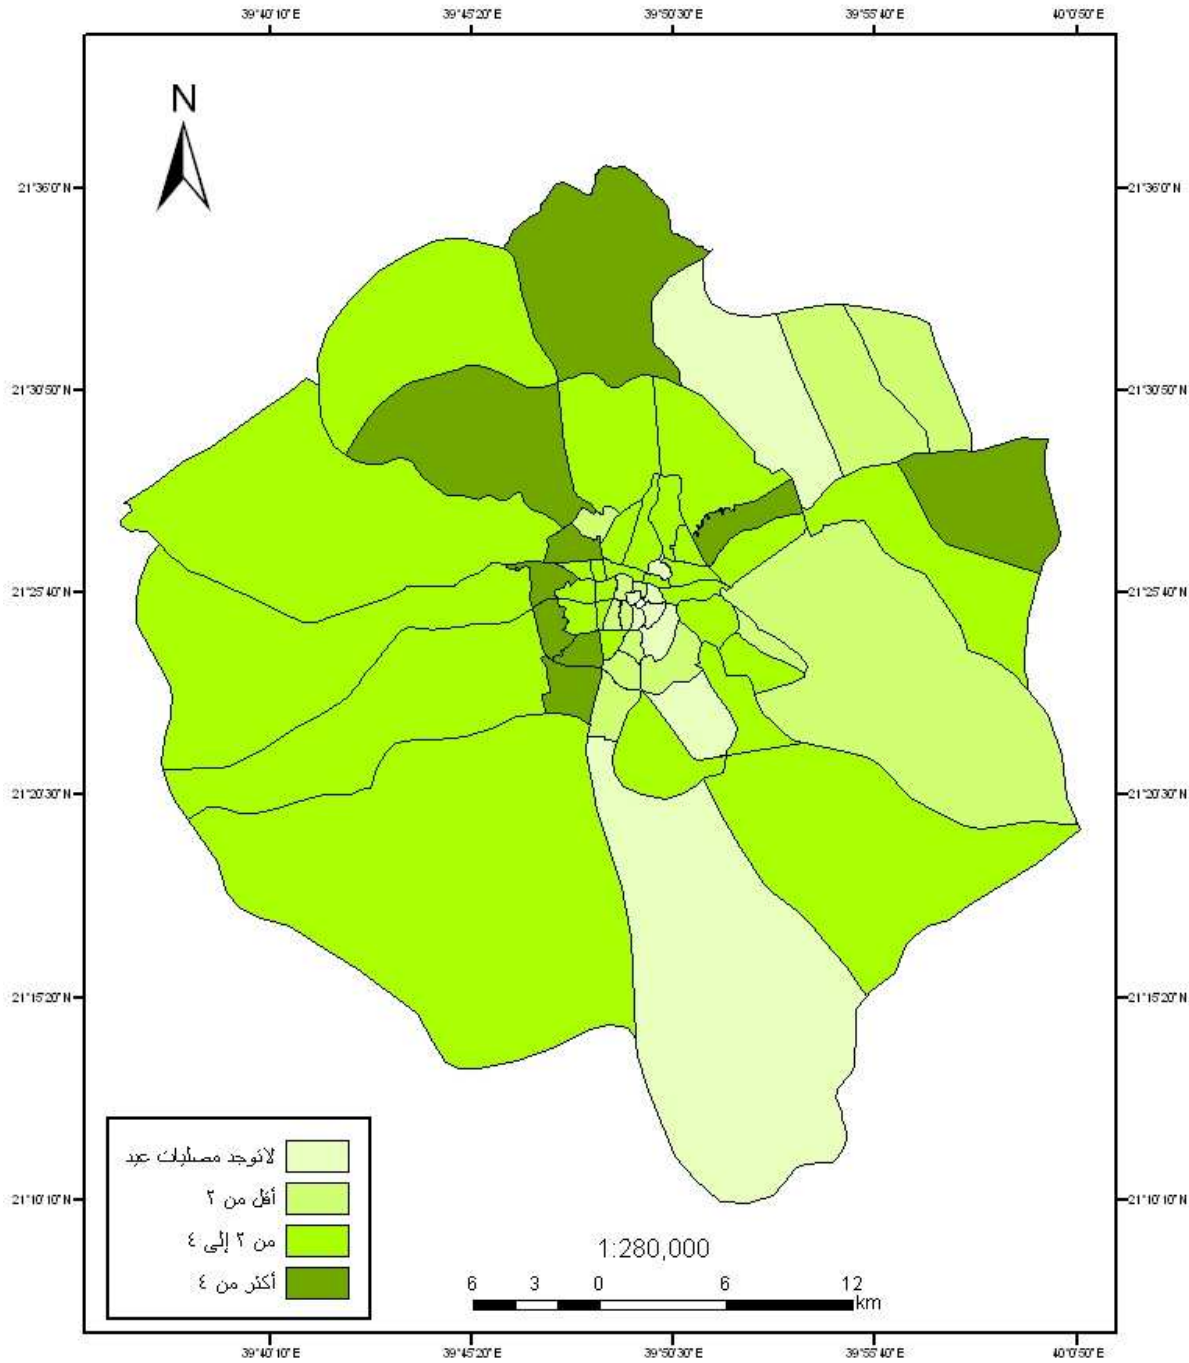 39°40'10"E 39°45'20"E 39°50'30"E 39°55'40"E 40°0'50"E
N
21°36'0"N 21°36'0"N
21°30'50"N 21°30'50"N
21°25'40"N 21°25'40"N
21°20'30"N 21°20'30"N
21°15'20"N 21°15'20"N
21°10'10"N 21°10'10"N
لاتوجد مصليات عيد
أقل من ٢
من ٢ إلى ٤
أكثر من ٤
1:280,000
6 3 0 6 12
km
39°40'10"E 39°45'20"E 39°50'30"E 39°55'40"E 40°0'50"E